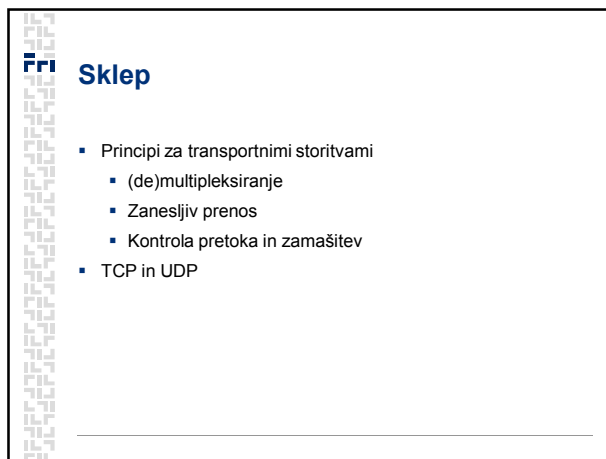 Fri
Sklep
Principi za transportnimi storitvami
(de)multipleksiranje
Zanesljiv prenos
Kontrola pretoka in zamašitev
TCP in UDP